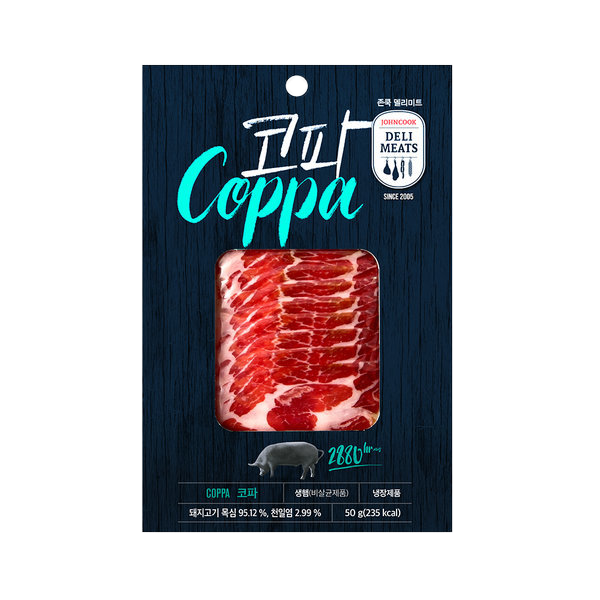 존쿡 델리미트
JOHNCOOK
DELI
MEATS
SINCE 2005
코파
Coppa
2880hr
COPPA 코파
생햄(비살균제품)
냉장제품
돼지고기 목심 95.12 %, 천일염 2.99 %
50 g(235 kcal)